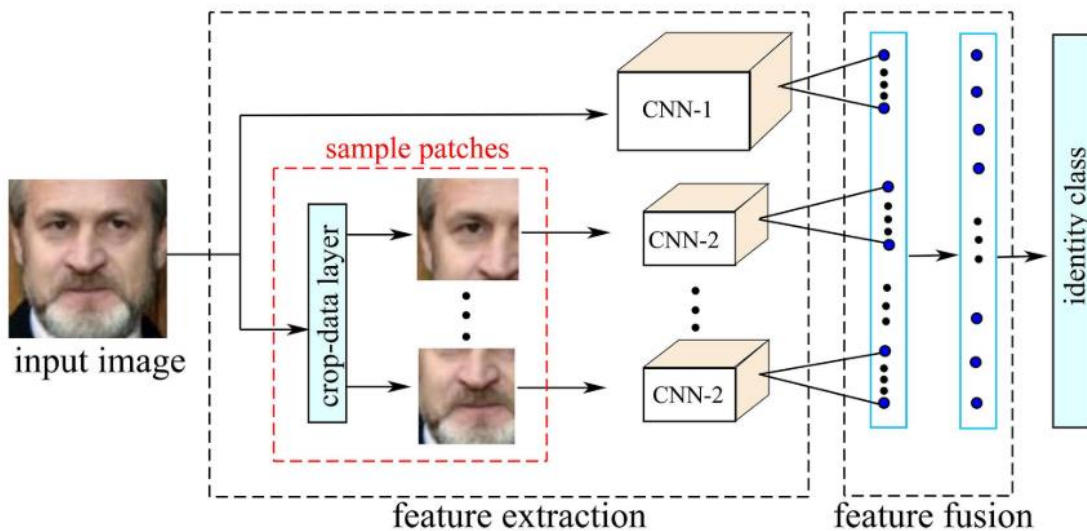 CNN-1
sample patches
crop-data layer
CNN-2
CNN-2
input image
identity class
feature extraction
feature fusion